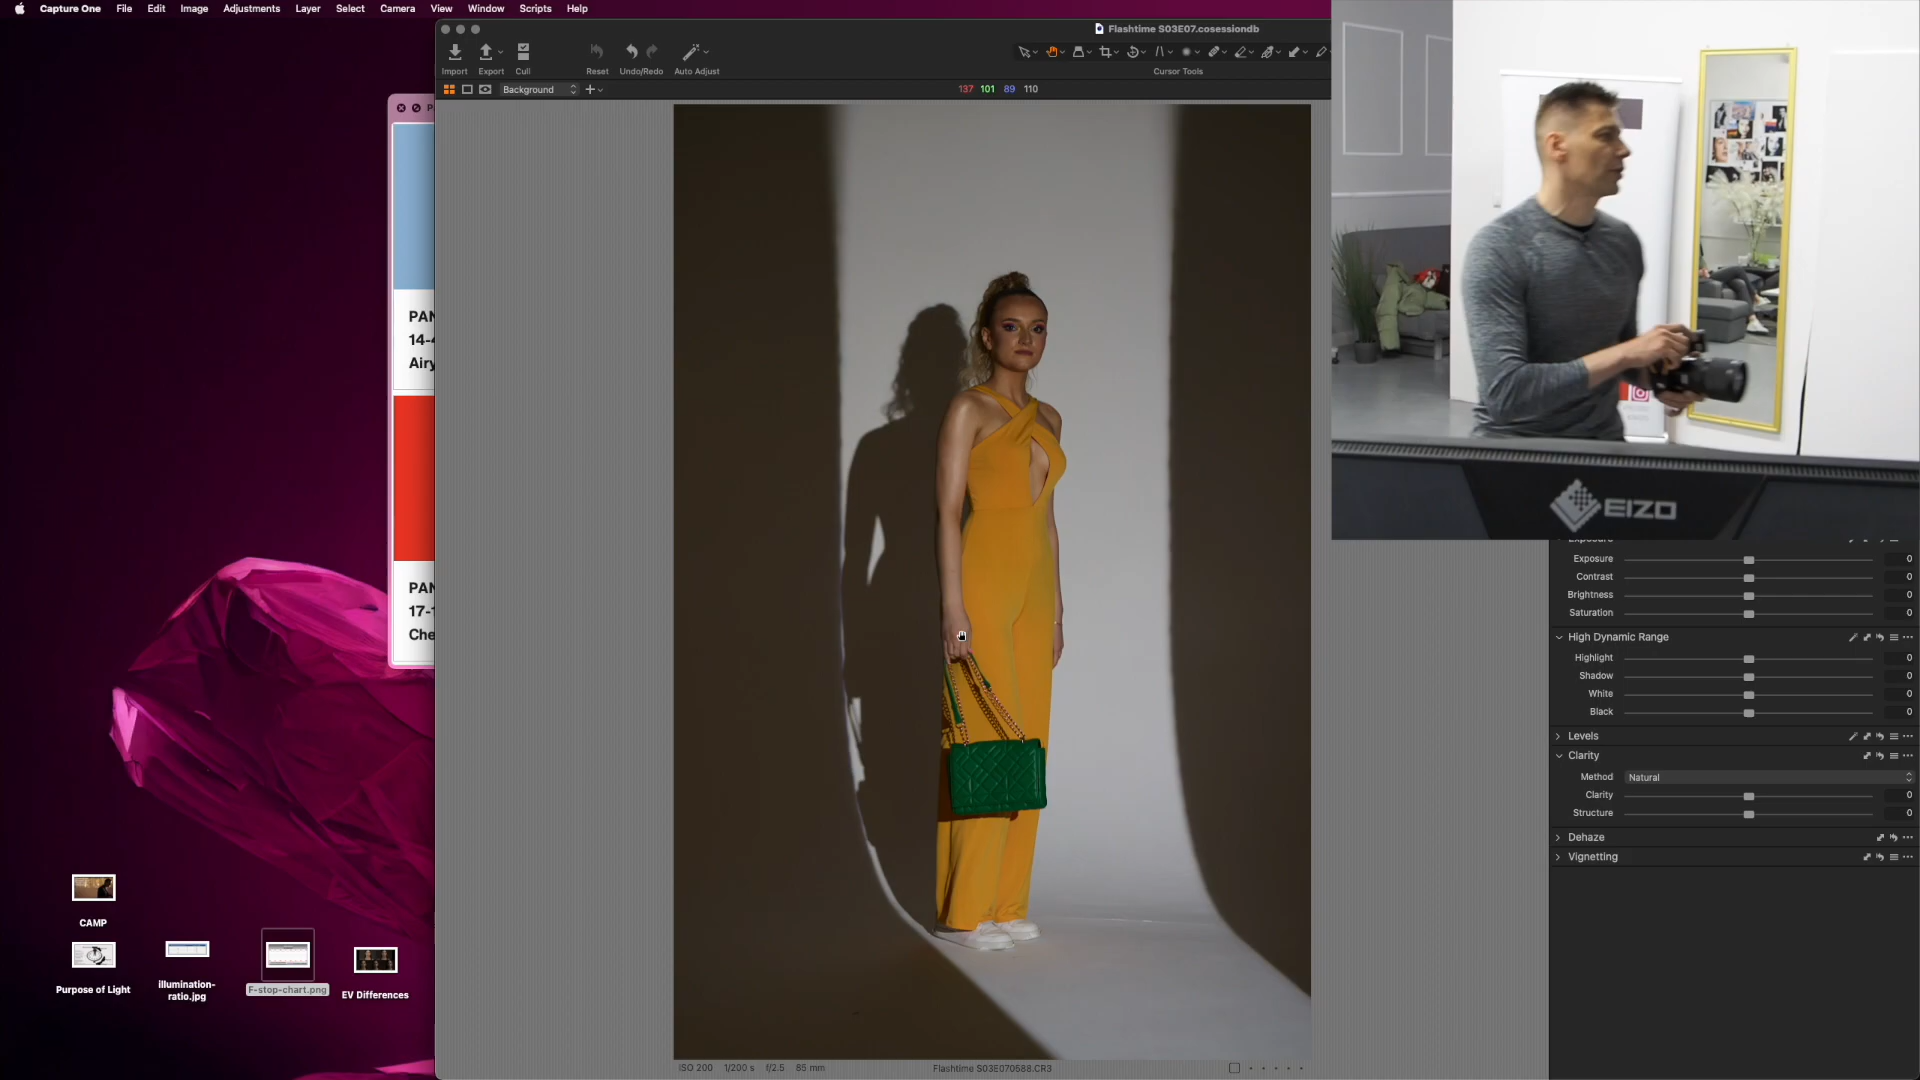 Capture One File Edit Image Adjustments Layer Select Camera View Window Scripts Help
Flashtime S03E07.cosessiondb
Import Export Cull Reset Undo/Redo Auto Adjust Cursor Tools
Background 137 101 89 110
PAN
14-4
Airy
PAN
17-1
Che
EIZO
Exposure
Exposure 0
Contrast 0
Brightness 0
Saturation 0
High Dynamic Range
Highlight 0
Shadow 0
White 0
Black 0
Levels
Clarity
Method Natural
Clarity 0
Structure 0
Dehaze
Vignetting
CAMP
Purpose of Light
illumination-
ratio.jpg
F-stop-chart.png
EV Differences
ISO 200 1/200 s f/2.5 85 mm Flashtime S03E070588.CR3